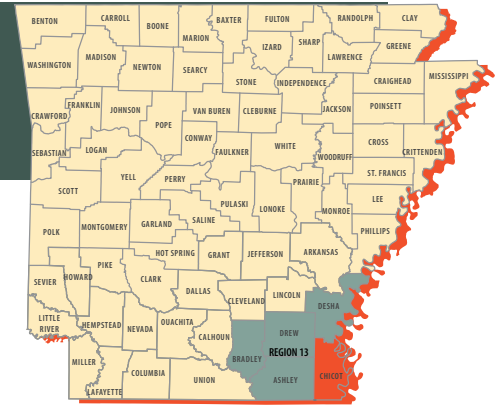 BENTON
CARROLL
BOONE
BAXTER
FULTON
RANDOLPH
CLAY
MARION
IZARD
SHARP
GREENE
LAWRENCE
WASHINGTON
MADISON
NEWTON
SEARCY
STONE
INDEPENDENCE
CRAIGHEAD
MISSISSIPPI
FRANKLIN
JOHNSON
VAN BUREN
CLEBURNE
JACKSON
POINSETT
CRAWFORD
POPE
CONWAY
FAULKNER
WHITE
WOODRUFF
CROSS
CRITTENDEN
SEBASTIAN
LOGAN
YELL
PERRY
PRAIRIE
ST. FRANCIS
SCOTT
LEE
PULASKI
LONOKE
MONROE
POLK
MONTGOMERY
GARLAND
SALINE
PHILLIPS
HOT SPRING
GRANT
JEFFERSON
ARKANSAS
SEVIER
HOWARD
PIKE
CLARK
DALLAS
CLEVELAND
LINCOLN
DESHA
LITTLE
RIVER
HEMPSTEAD
NEVADA
OUACHITA
CALHOUN
DREW
BRADLEY
REGION 13
MILLER
COLUMBIA
UNION
ASHLEY
CHICOT
LAFAYETTE